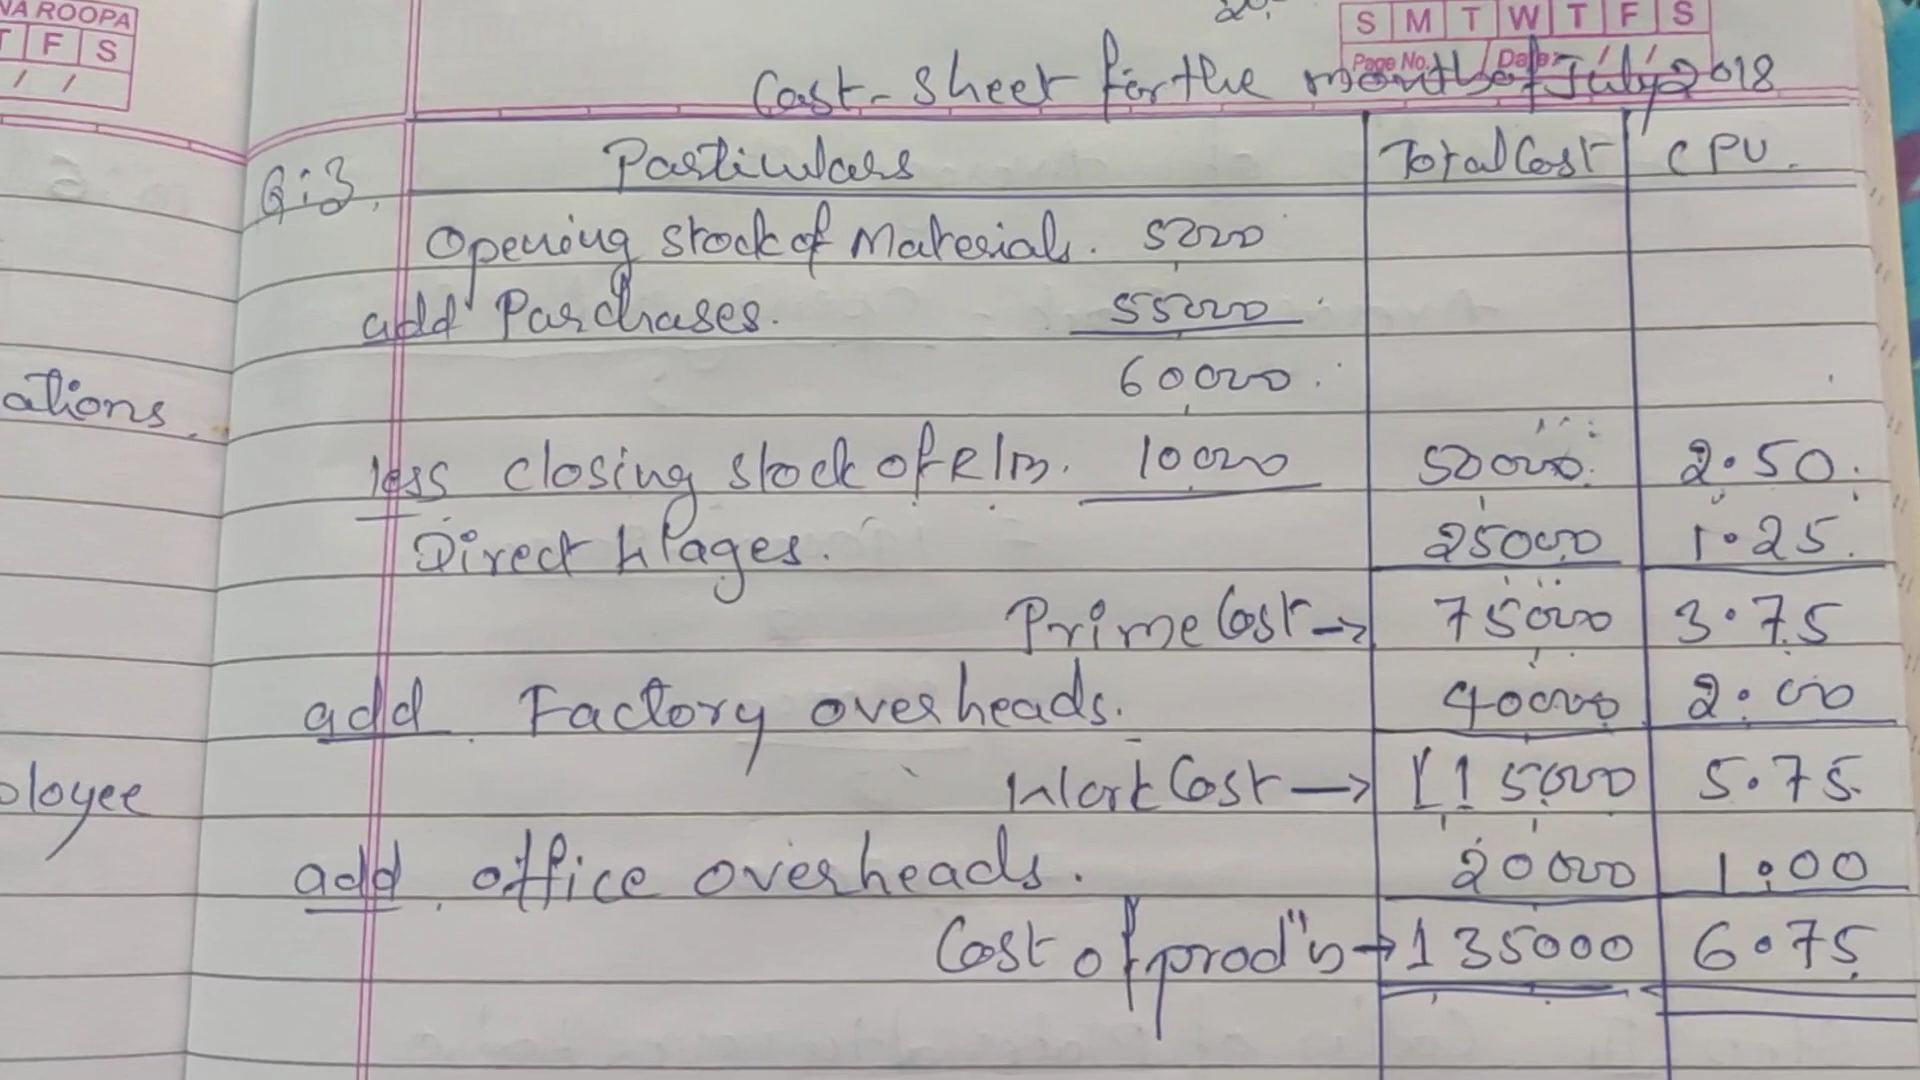 VA ROOPA
T F S
/ /
S M T W T F S
Page No. Date: / /
Cost-Sheet for the month of July 2018
Q:3.
Particulars Total Cost CPU.
Opening stock of Materials. 5000
add Purchases. 55000
60000
ations.
less closing stock of R/m. 10000 50000. 2.50.
Direct Wages. 25000 1.25.
Prime Cost → 75000 3.75
add Factory overheads. 40000 2.00
Work Cost → 115000 5.75.
ployee
add office overheads. 20000 1.00
Cost of prod"n → 135000 6.75